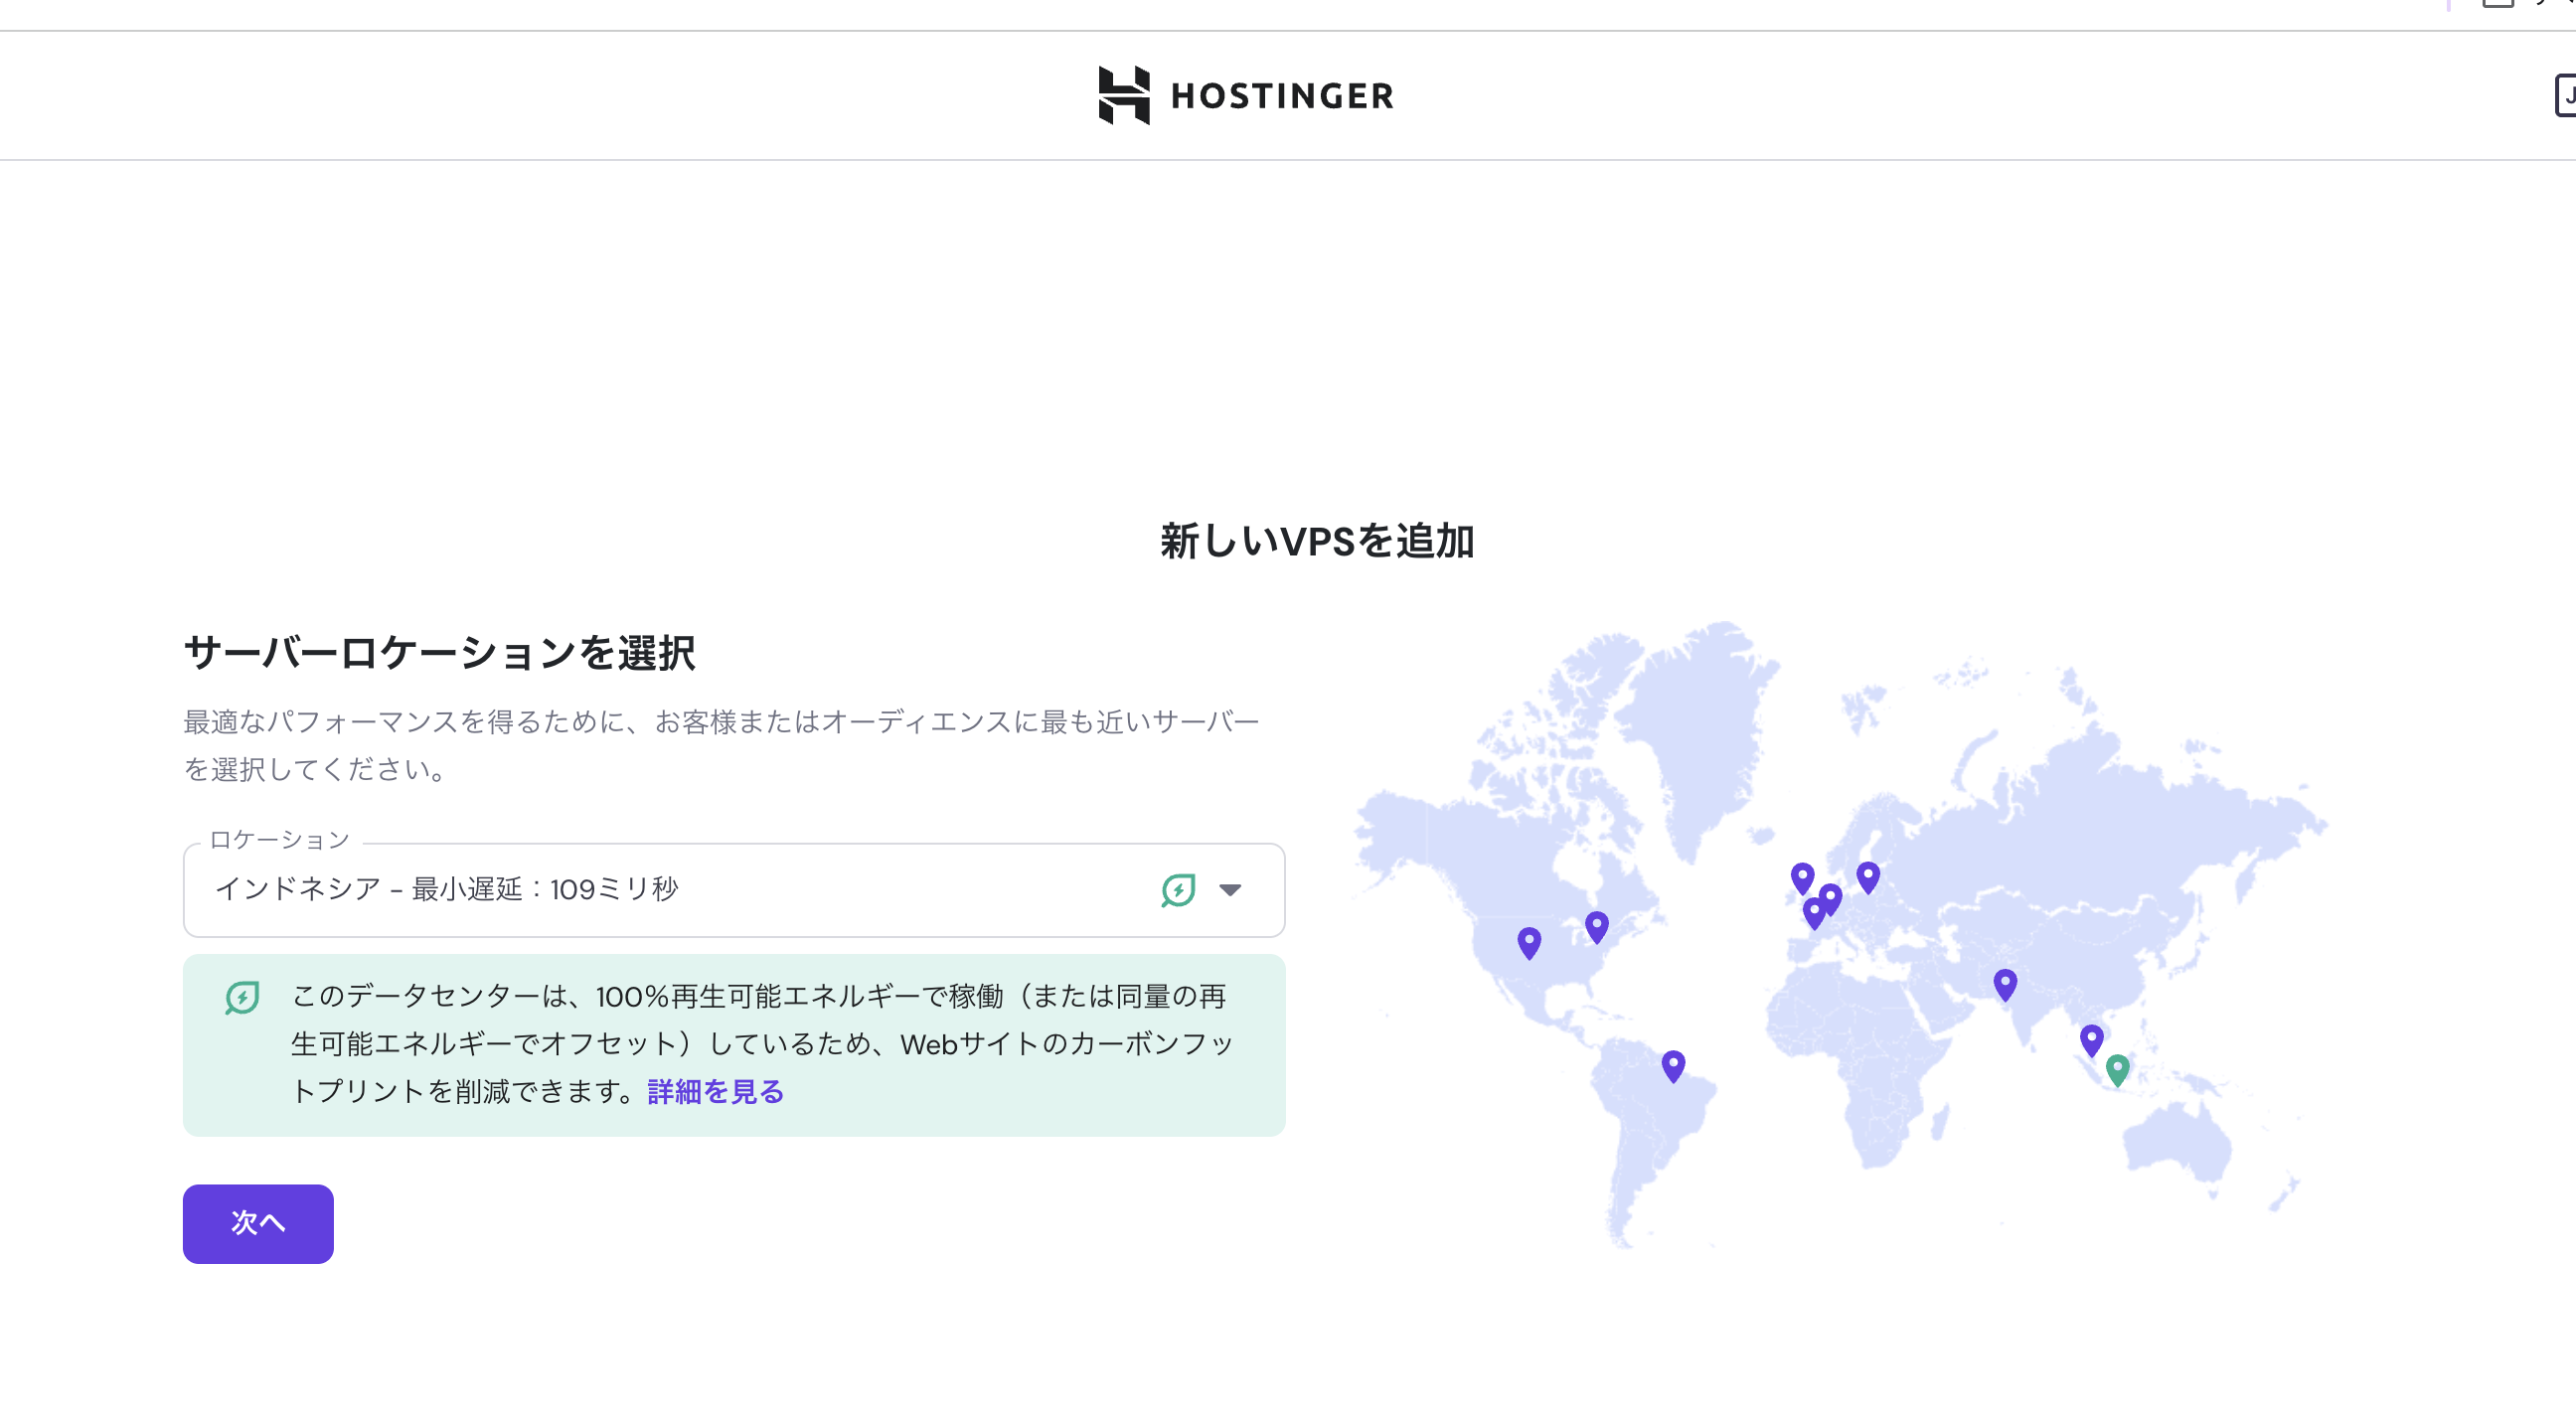 HOSTINGER
新しいVPSを追加
サーバーロケーションを選択
最適なパフォーマンスを得るために、お客様またはオーディエンスに最も近いサーバー
を選択してください。
ロケーション
インドネシア - 最小遅延：109ミリ秒
このデータセンターは、100%再生可能エネルギーで稼働（または同量の再
生可能エネルギーでオフセット）しているため、Webサイトのカーボンフッ
トプリントを削減できます。詳細を見る
次へ